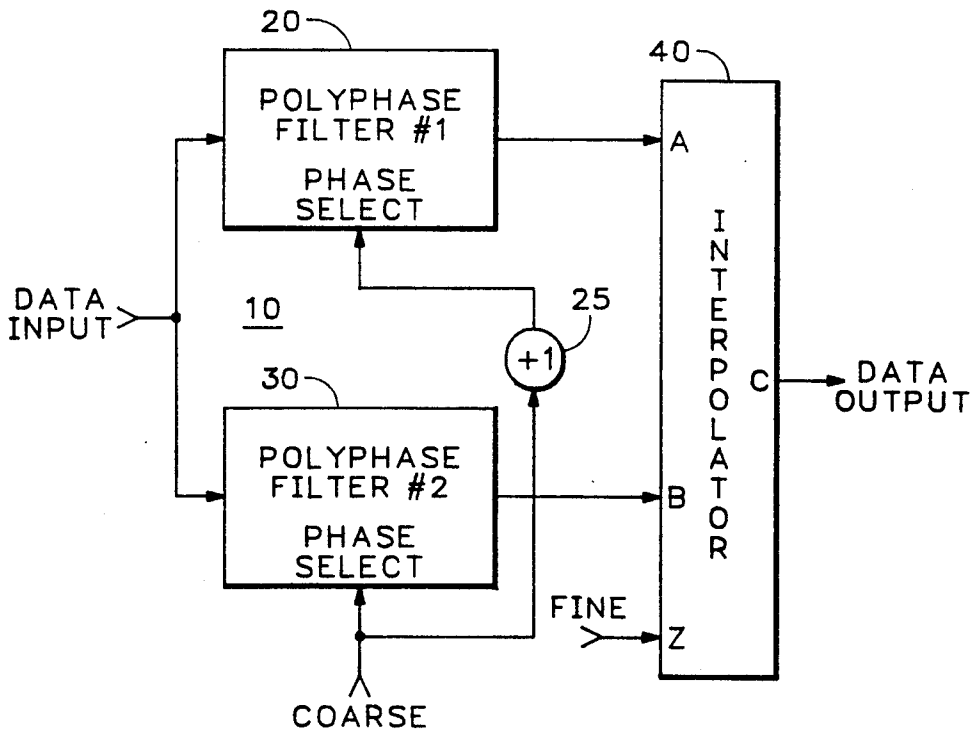 20
POLYPHASE
FILTER #1
PHASE
SELECT
40
A
INTERPOLATOR
DATA
INPUT
10
25
+1
C
DATA
OUTPUT
30
POLYPHASE
FILTER #2
PHASE
SELECT
B
FINE
Z
COARSE